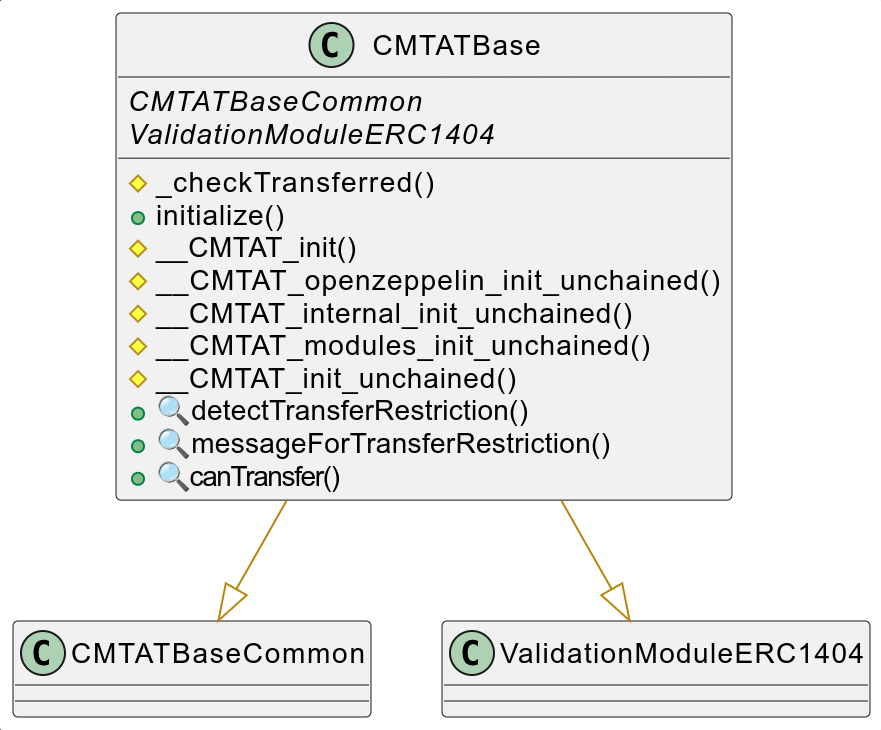 C CMTATBase
CMTATBaseCommon
ValidationModuleERC1404
_checkTransferred()
initialize()
__CMTAT_init()
__CMTAT_openzeppelin_init_unchained()
__CMTAT_internal_init_unchained()
__CMTAT_modules_init_unchained()
__CMTAT_init_unchained()
🔍detectTransferRestriction()
🔍messageForTransferRestriction()
🔍canTransfer()
C CMTATBaseCommon
C ValidationModuleERC1404